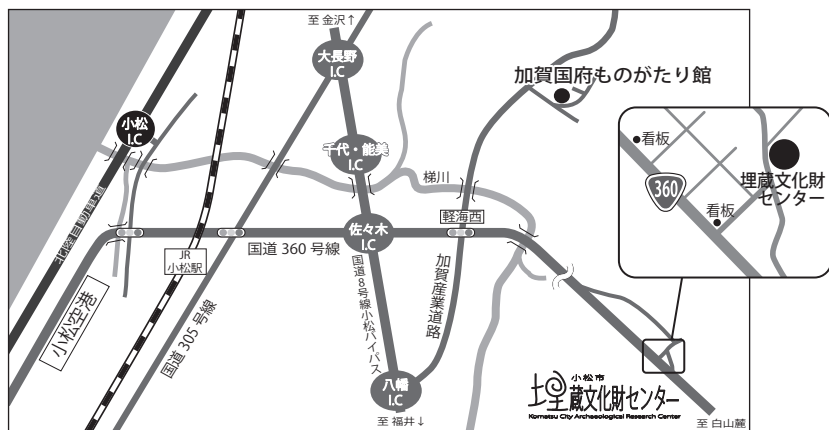 至 金沢↑
大長野
I.C
加賀国府ものがたり館
小松
I.C
千代・能美
I.C
梯川
看板
360
埋蔵文化財
センター
看板
北陸自動車道
佐々木
I.C
軽海西
国道 360 号線
JR
小松駅
小松空港
国道 305 号線
国道8号線小松バイパス
加賀産業道路
八幡
I.C
至 福井↓
小松市
埋蔵文化財センター
Komatsu City Archaeological Research Center
至 白山麓